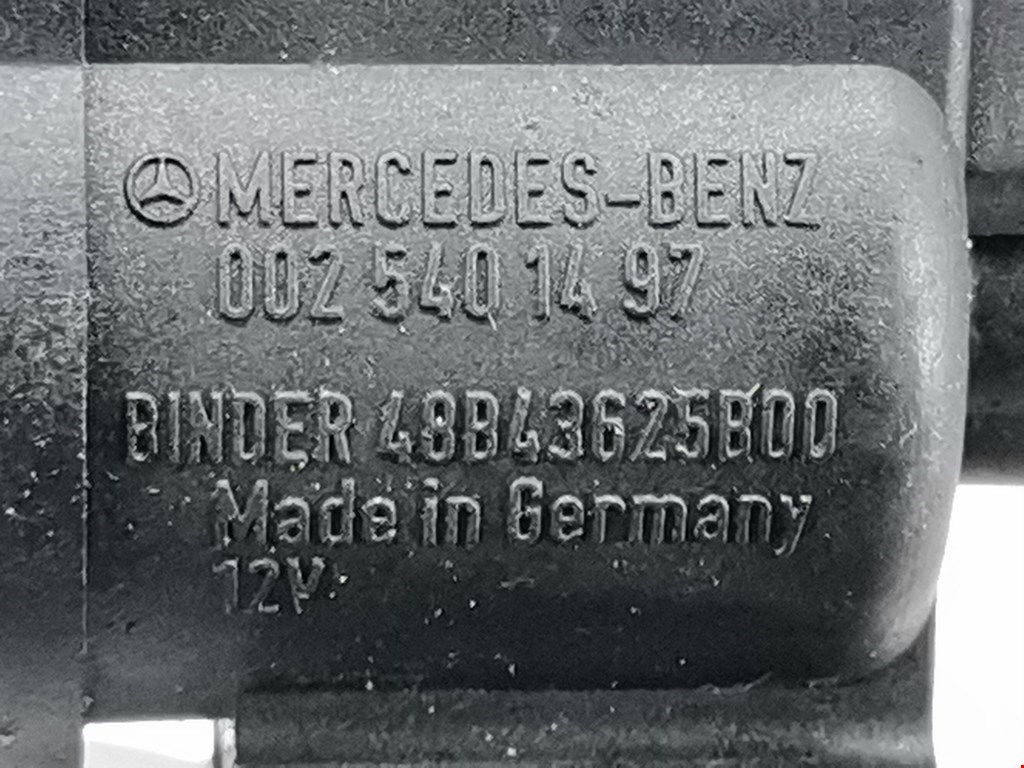 MERCEDES-BENZ
002 540 14 97
BINDER 48B43625B00
Made in Germany
12V